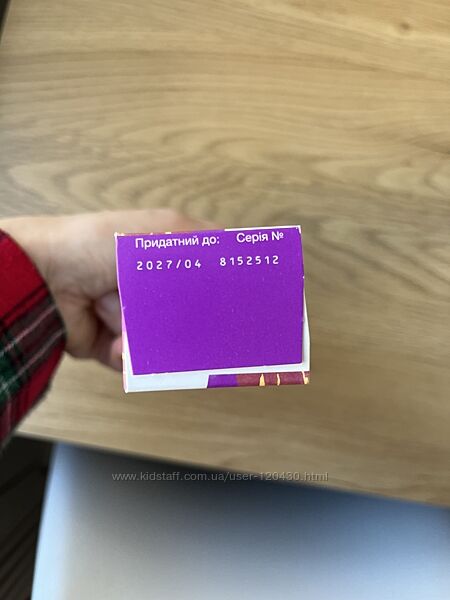 Придатний до: Серія №
2027/04 8152512
www.kidstaff.com.ua/user-120430.html